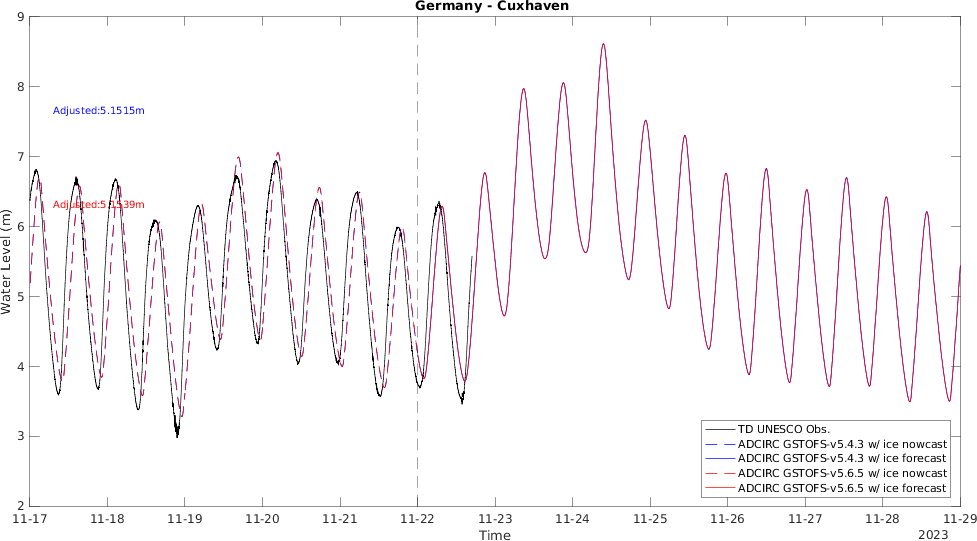 Germany - Cuxhaven
9
8
7
6
5
4
3
2
Water Level (m)
Adjusted:5.1515m
Adjusted:5.1539m
TD UNESCO Obs.
ADCIRC GSTOFS-v5.4.3 w/ ice nowcast
ADCIRC GSTOFS-v5.4.3 w/ ice forecast
ADCIRC GSTOFS-v5.6.5 w/ ice nowcast
ADCIRC GSTOFS-v5.6.5 w/ ice forecast
11-17 11-18 11-19 11-20 11-21 11-22 11-23 11-24 11-25 11-26 11-27 11-28 11-29
Time
2023